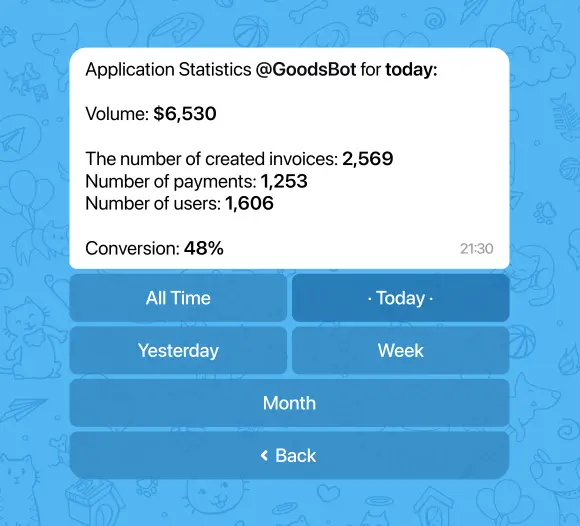 Application Statistics @GoodsBot for today:
Volume: $6,530
The number of created invoices: 2,569
Number of payments: 1,253
Number of users: 1,606
Conversion: 48%
21:30
All Time
· Today ·
Yesterday
Week
Month
‹ Back